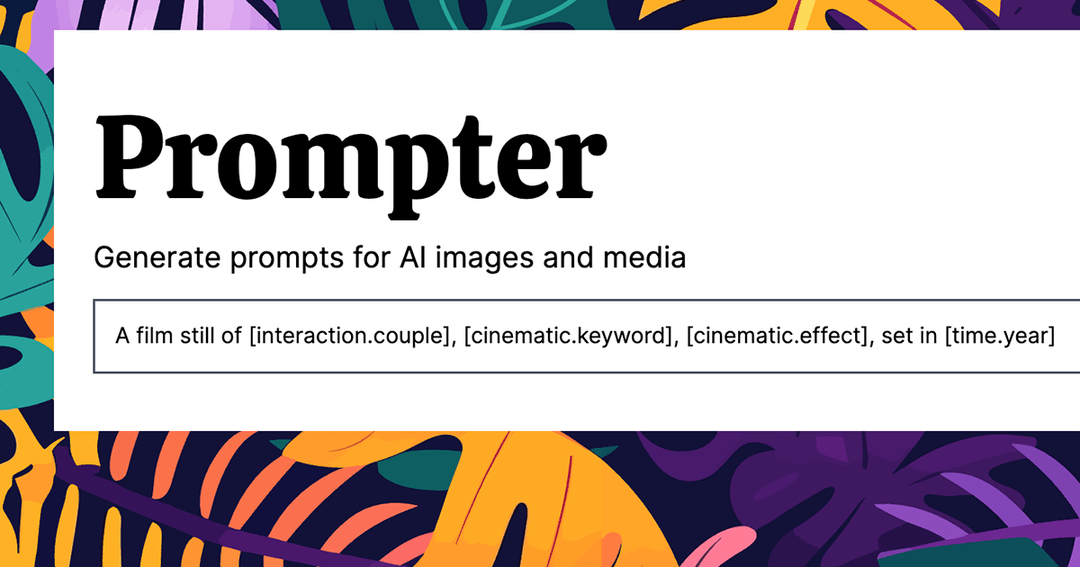 Prompter
Generate prompts for AI images and media
A film still of [interaction.couple], [cinematic.keyword], [cinematic.effect], set in [time.year]